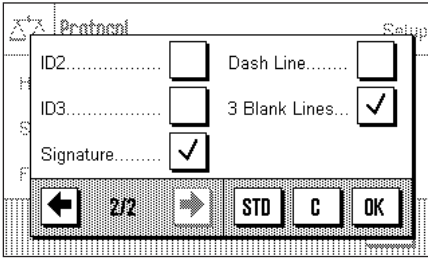 Protocol Setup
ID2.................. Dash Line........
ID3.................. 3 Blank Lines...
Signature.........
2/2 STD C OK
H
S
F